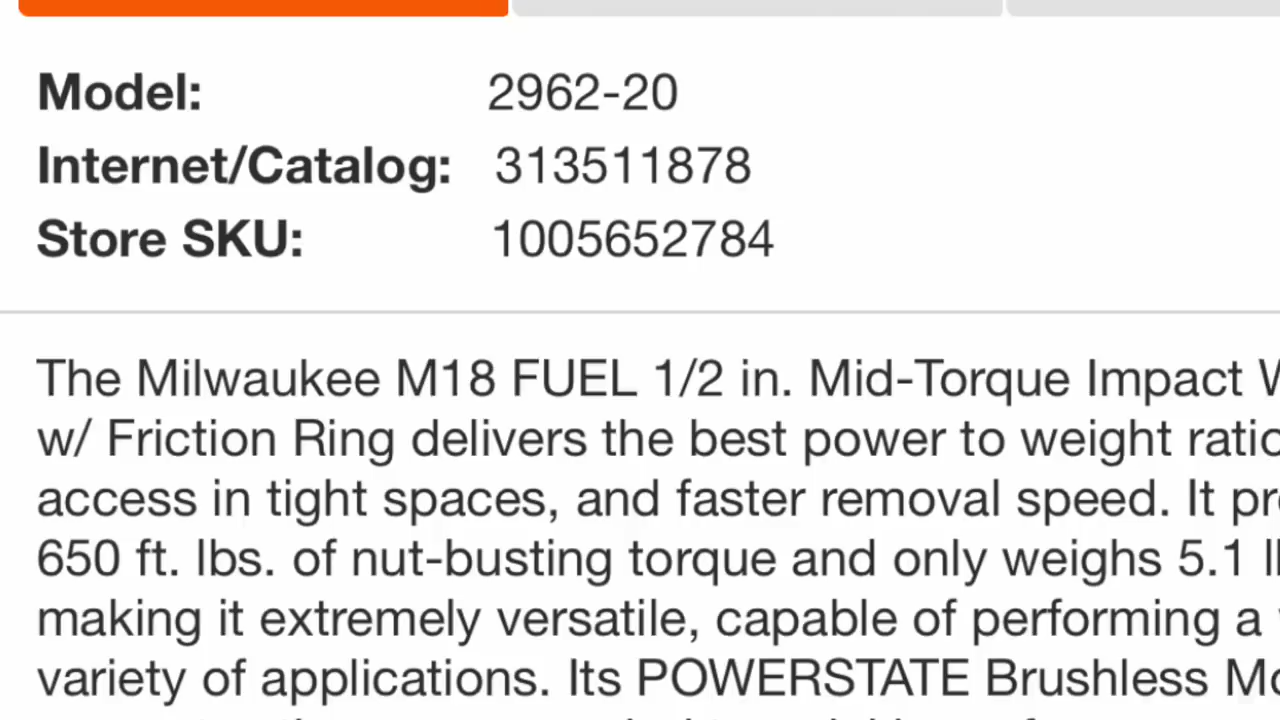 Model: 2962-20
Internet/Catalog: 313511878
Store SKU: 1005652784
The Milwaukee M18 FUEL 1/2 in. Mid-Torque Impact
w/ Friction Ring delivers the best power to weight
access in tight spaces, and faster removal speed. It
650 ft. lbs. of nut-busting torque and only weighs 5.1
making it extremely versatile, capable of performing a
variety of applications. Its POWERSTATE Brushless